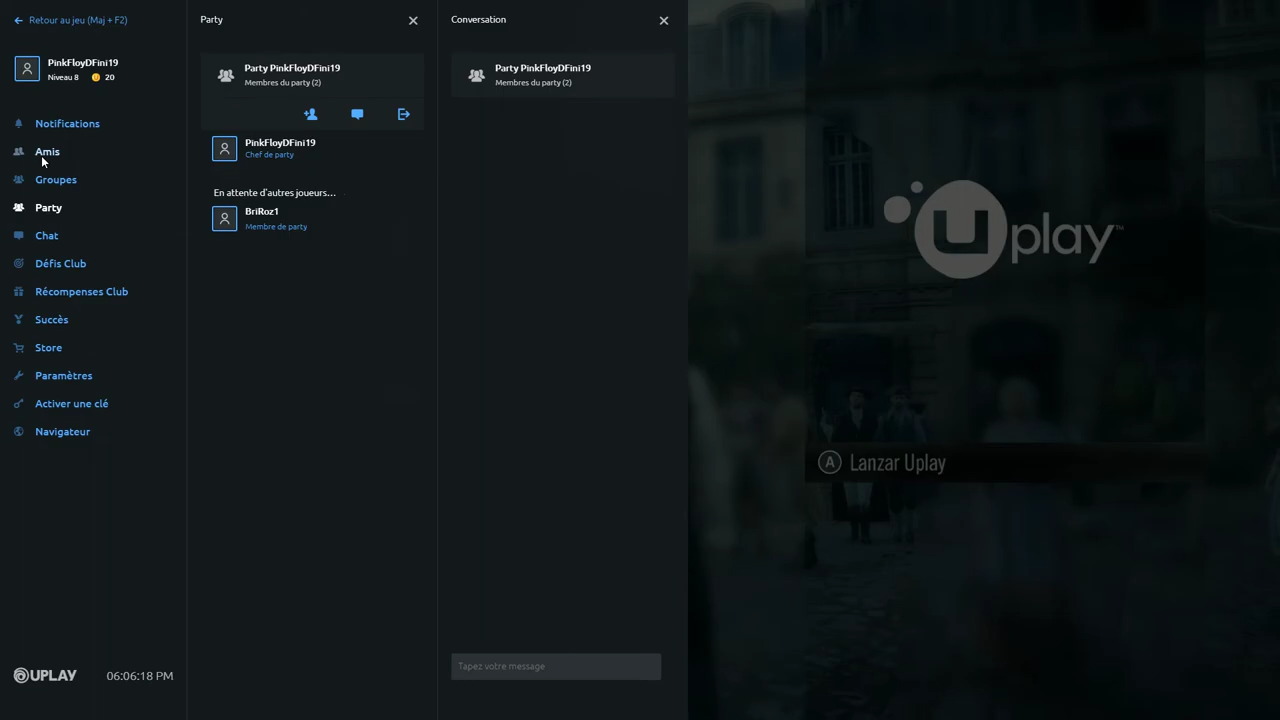 Retour au jeu (Maj + F2)
PinkFloyDFini19
Niveau 8 20
Notifications
Amis
Groupes
Party
Chat
Défis Club
Récompenses Club
Succès
Store
Paramètres
Activer une clé
Navigateur
UPLAY 06:06:18 PM
Party
Party PinkFloyDFini19
Membres du party (2)
PinkFloyDFini19
Chef de party
En attente d'autres joueurs...
BriRoz1
Membre de party
Conversation
Party PinkFloyDFini19
Membres du party (2)
Tapez votre message
Uplay™
A Lanzar Uplay